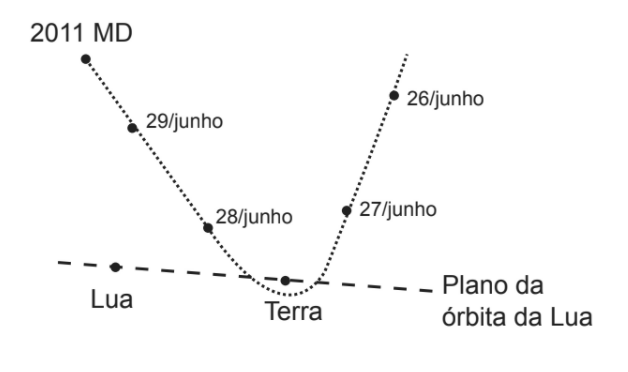 2011 MD
26/junho
29/junho
27/junho
28/junho
Plano da
órbita da Lua
Lua
Terra